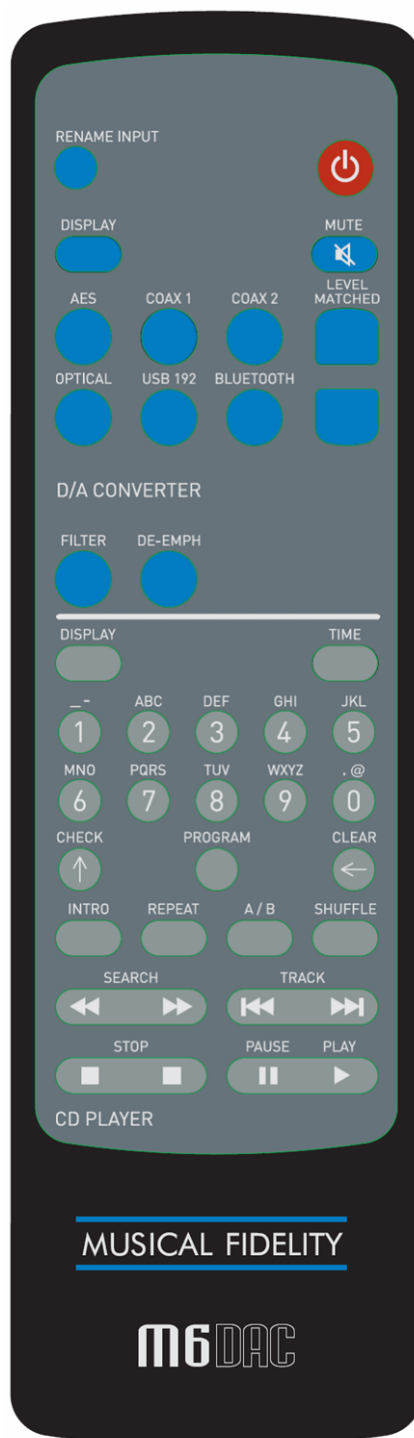 RENAME INPUT
DISPLAY MUTE
LEVEL
AES COAX 1 COAX 2 MATCHED
OPTICAL USB 192 BLUETOOTH
D/A CONVERTER
FILTER DE-EMPH
DISPLAY TIME
_- ABC DEF GHI JKL
1 2 3 4 5
MNO PQRS TUV WXYZ .@
6 7 8 9 0
CHECK PROGRAM CLEAR
INTRO REPEAT A / B SHUFFLE
SEARCH TRACK
STOP PAUSE PLAY
CD PLAYER
MUSICAL FIDELITY
M6DAC